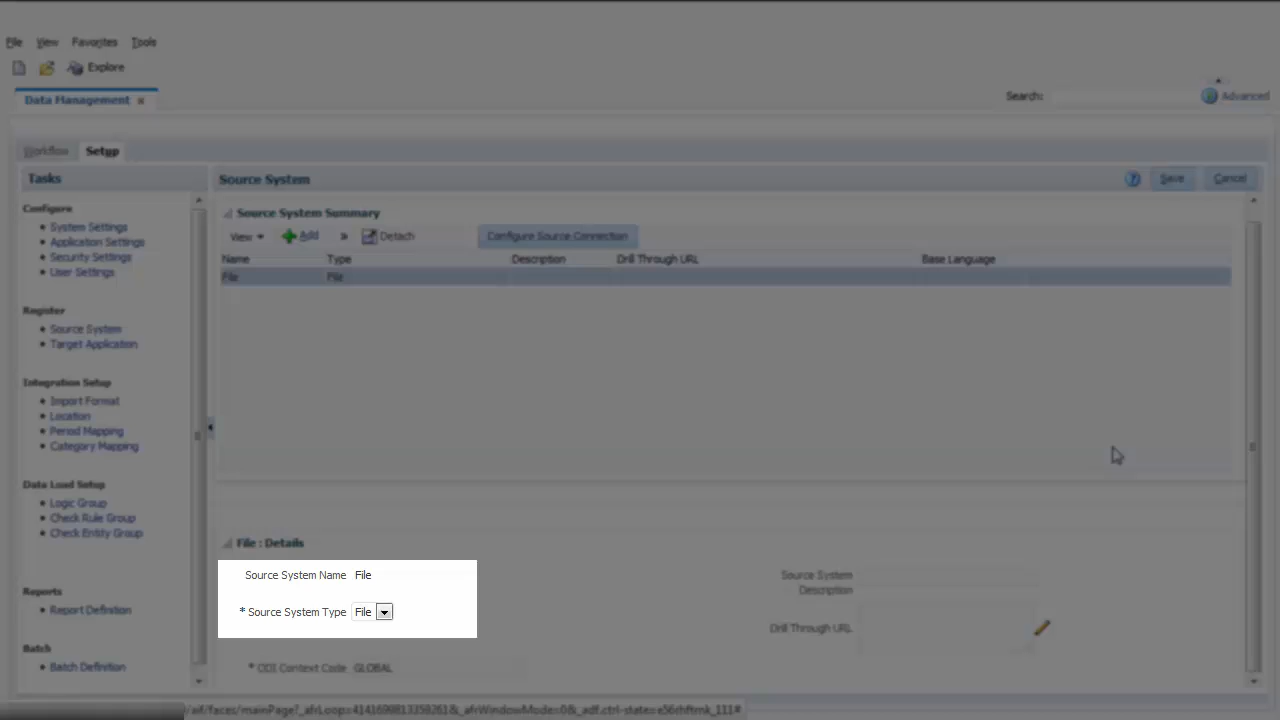 File View Favorites Tools
Explore
Data Management x
Search: Advanced
Workflow Setup
Tasks
Source System
? Save Cancel
Configure
• System Settings
• Application Settings
• Security Settings
• User Settings
Register
• Source System
• Target Application
Integration Setup
• Import Format
• Location
• Period Mapping
• Category Mapping
Data Load Setup
• Logic Group
• Check Rule Group
• Check Entity Group
Reports
• Report Definition
Batch
• Batch Definition
Source System Summary
View Add » Detach Configure Source Connection
Name Type Description Drill Through URL Base Language
File File
File : Details
Source System Name File
* Source System Type File
* ODI Context Code GLOBAL
Source System
Description
Drill Through URL